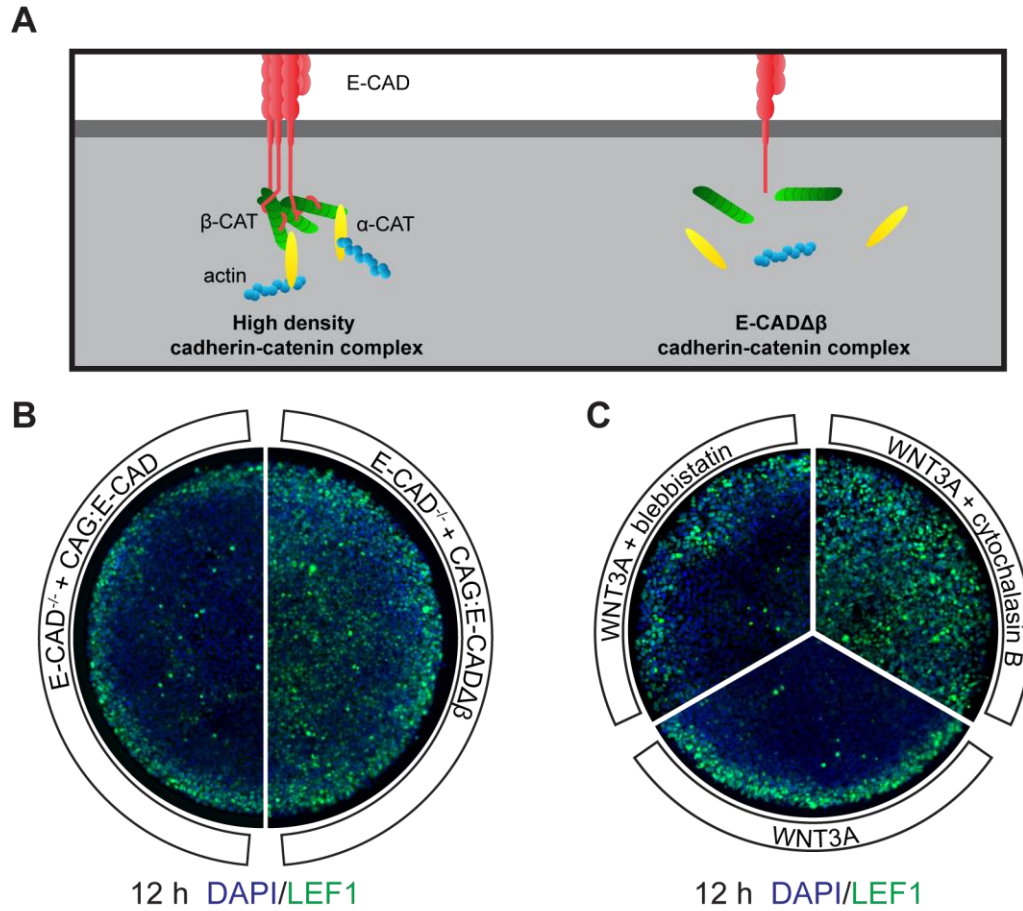 A
E-CAD
β-CAT
α-CAT
actin
High density
cadherin-catenin complex
E-CADΔβ
cadherin-catenin complex
B
E-CAD-/- + CAG:E-CAD
E-CAD-/- + CAG:E-CADΔβ
12 h DAPI/LEF1
C
WNT3A + blebbistatin
WNT3A + cytochalasin B
WNT3A
12 h DAPI/LEF1